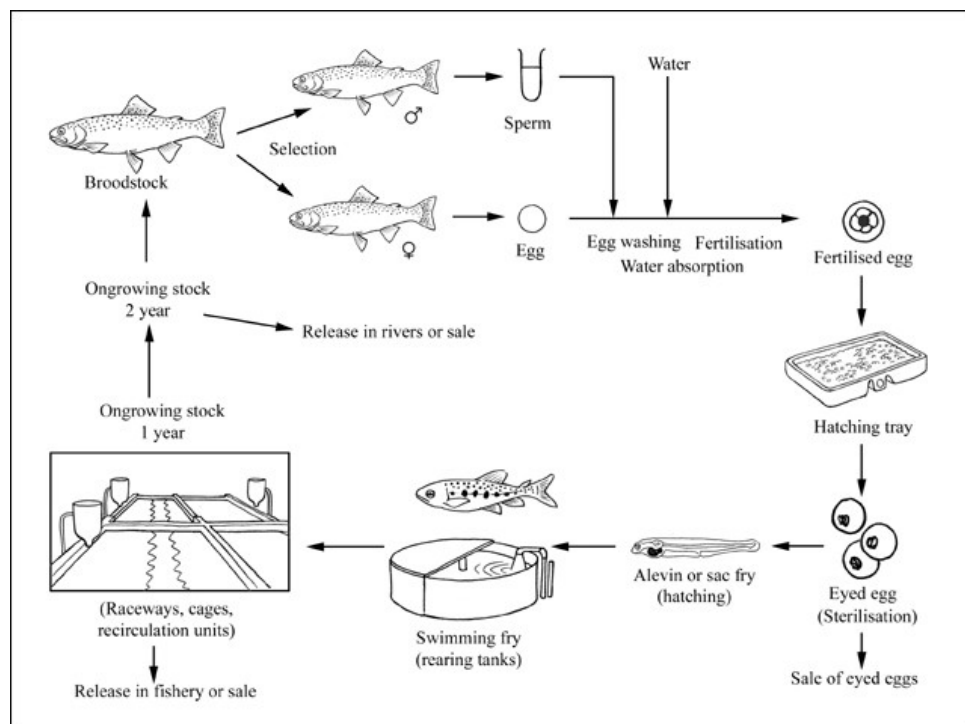 Water
Sperm
♂
Selection
Broodstock
♀
Egg
Egg washing Fertilisation
Water absorption
Fertilised egg
Ongrowing stock
2 year
Release in rivers or sale
Ongrowing stock
1 year
Hatching tray
(Raceways, cages,
recirculation units)
Release in fishery or sale
Swimming fry
(rearing tanks)
Alevin or sac fry
(hatching)
Eyed egg
(Sterilisation)
Sale of eyed eggs